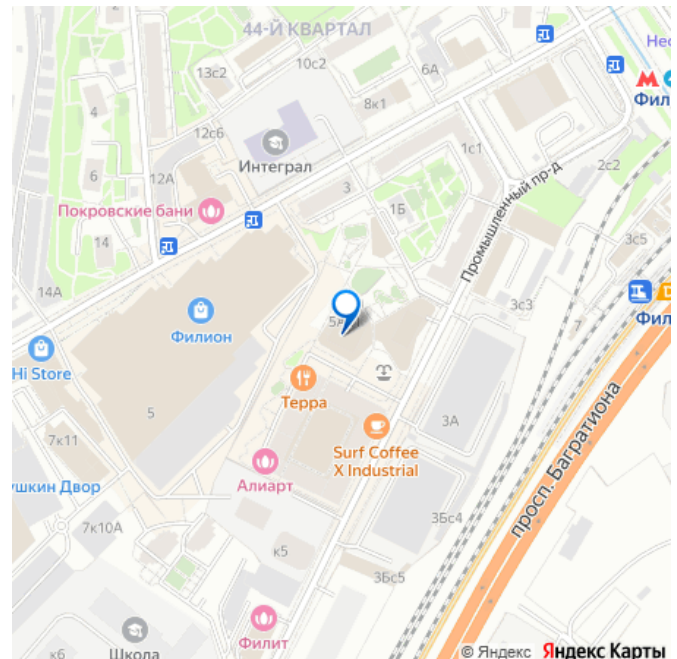 44-Й КВАРТАЛ
13с2
10с2
6А
Нес
4
8к1
Фил
12с6
Интеграл
1с1
2с2
6
12А
3
1Б
Промышленный пр-д
Покровские бани
14
3с5
14А
3с3
Филион
5А
7
Фил
Hi Store
Терра
5
3А
Surf Coffee
X Industrial
7к11
просп. Багратиона
Алиарт
ушкин Двор
7к10А
3Бс4
к5
3Бс5
Филит
к6
Школа
© Яндекс Яндекс Карты